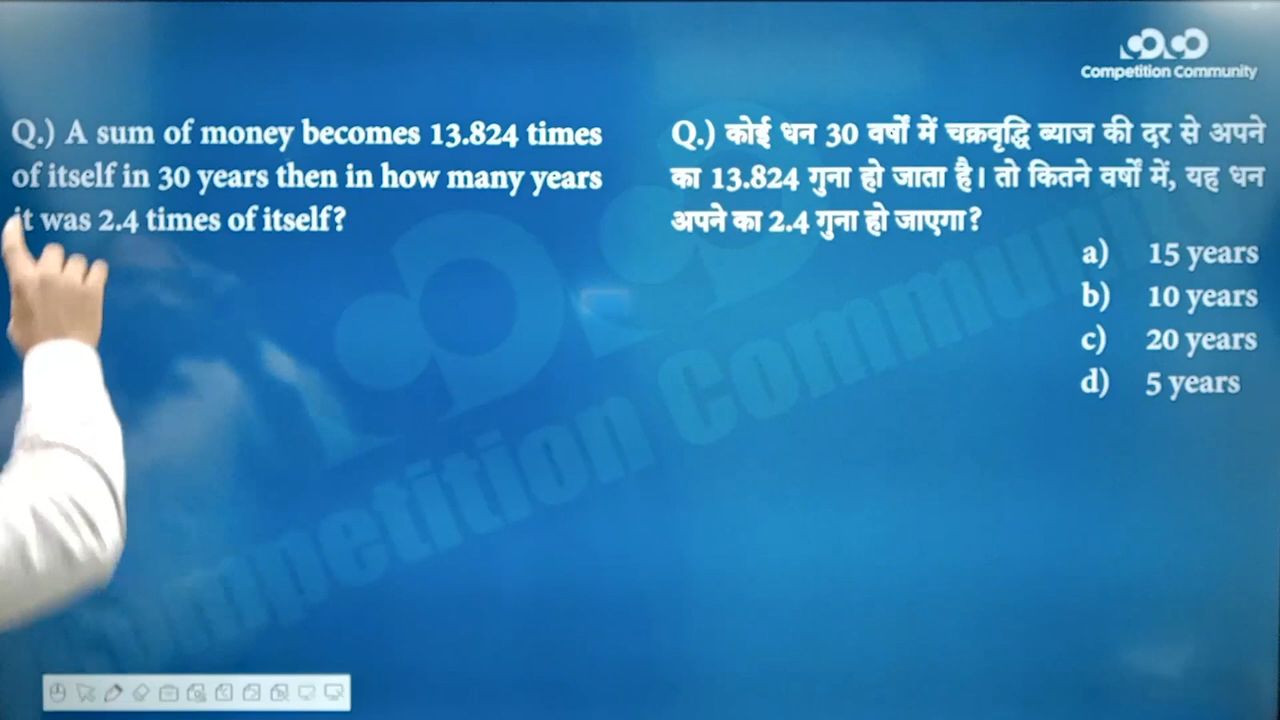 Competition Community
Q.) A sum of money becomes 13.824 times
of itself in 30 years then in how many years
it was 2.4 times of itself?
Q.) कोई धन 30 वर्षों में चक्रवृद्धि ब्याज की दर से अपने
का 13.824 गुना हो जाता है। तो कितने वर्षों में, यह धन
अपने का 2.4 गुना हो जाएगा?
a) 15 years
b) 10 years
c) 20 years
d) 5 years
Competition Community